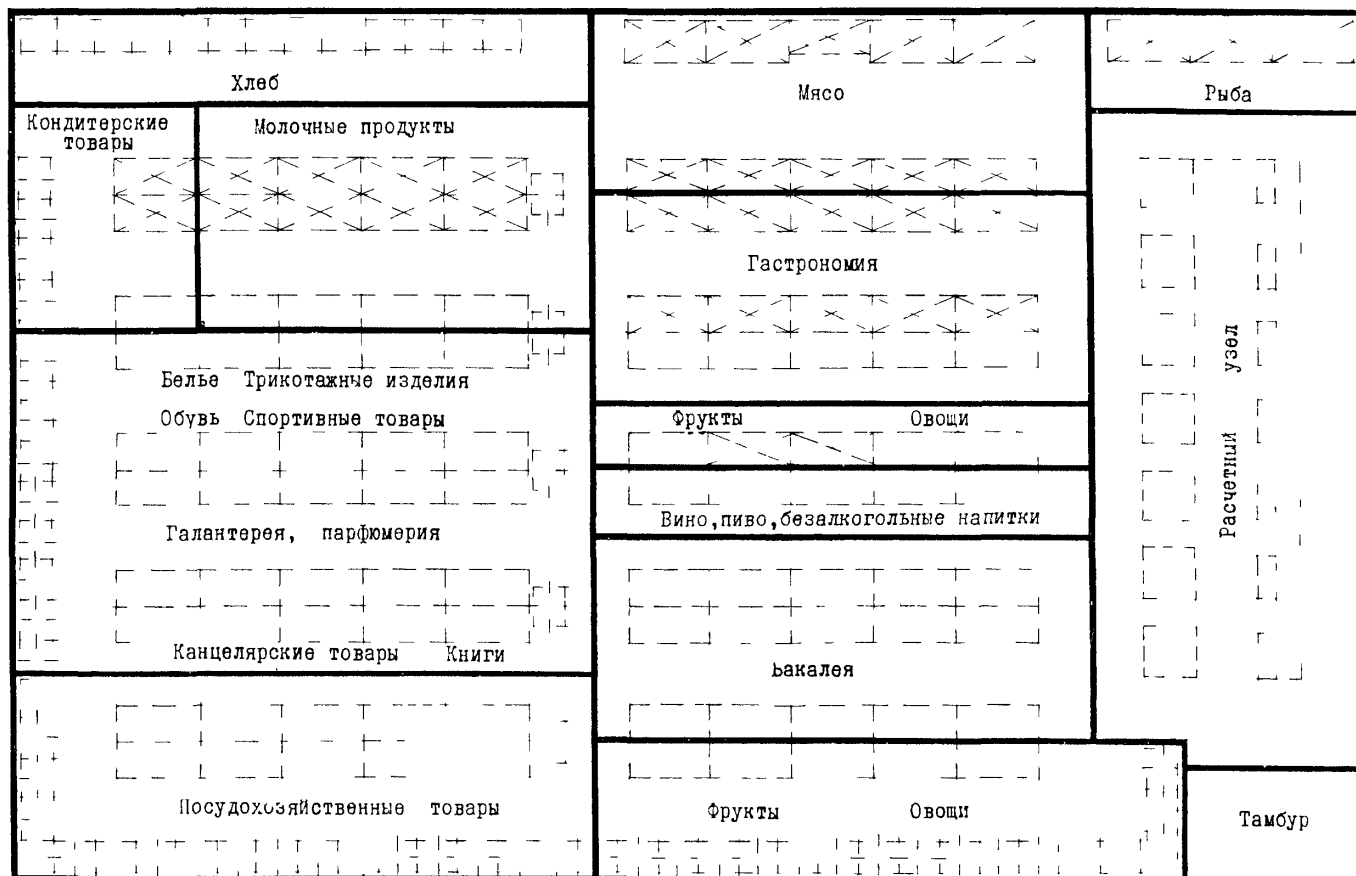 Хлеб
Мясо
Рыба
Кондитерские
товары
Молочные продукты
Гастрономия
Белье Трикотажные изделия
Обувь Спортивные товары
Фрукты Овощи
Вино, пиво, безалкогольные напитки
Галантерея, парфюмерия
Канцелярские товары Книги
Бакалея
Расчетный узел
Посудохозяйственные товары
Фрукты Овощи
Тамбур